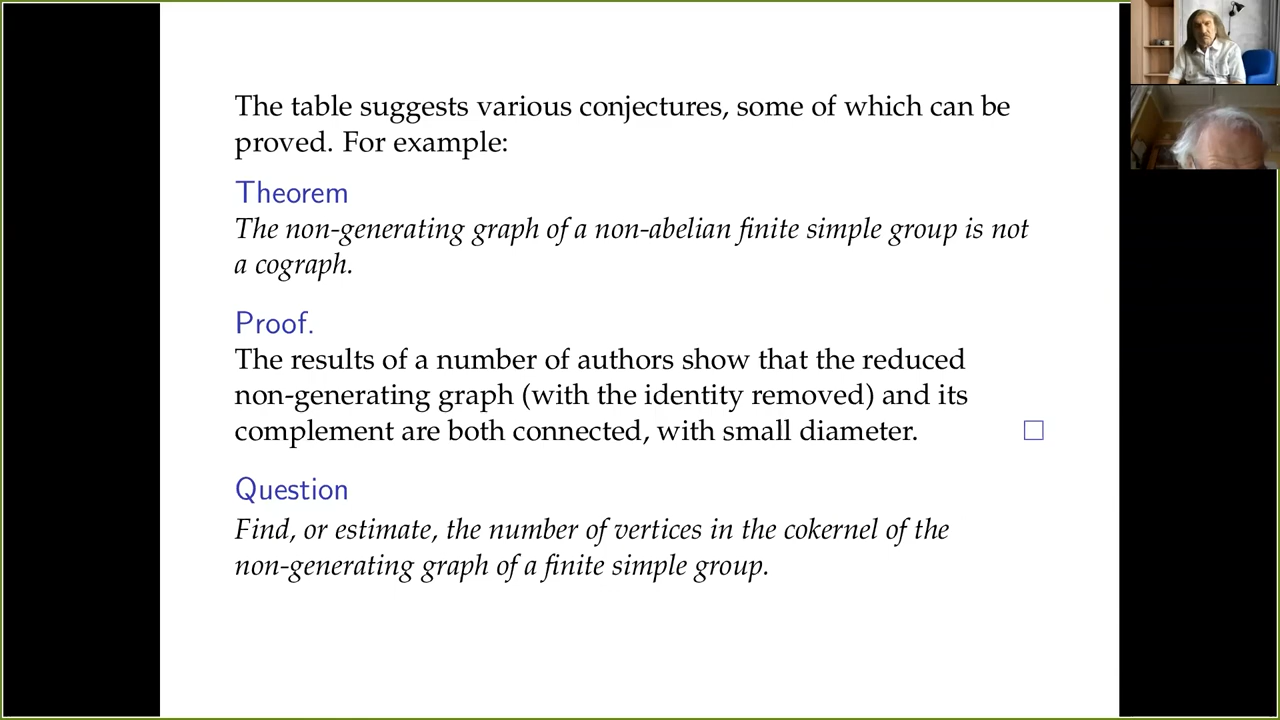 The table suggests various conjectures, some of which can be
proved. For example:
Theorem
The non-generating graph of a non-abelian finite simple group is not
a cograph.
Proof.
The results of a number of authors show that the reduced
non-generating graph (with the identity removed) and its
complement are both connected, with small diameter. □
Question
Find, or estimate, the number of vertices in the cokernel of the
non-generating graph of a finite simple group.